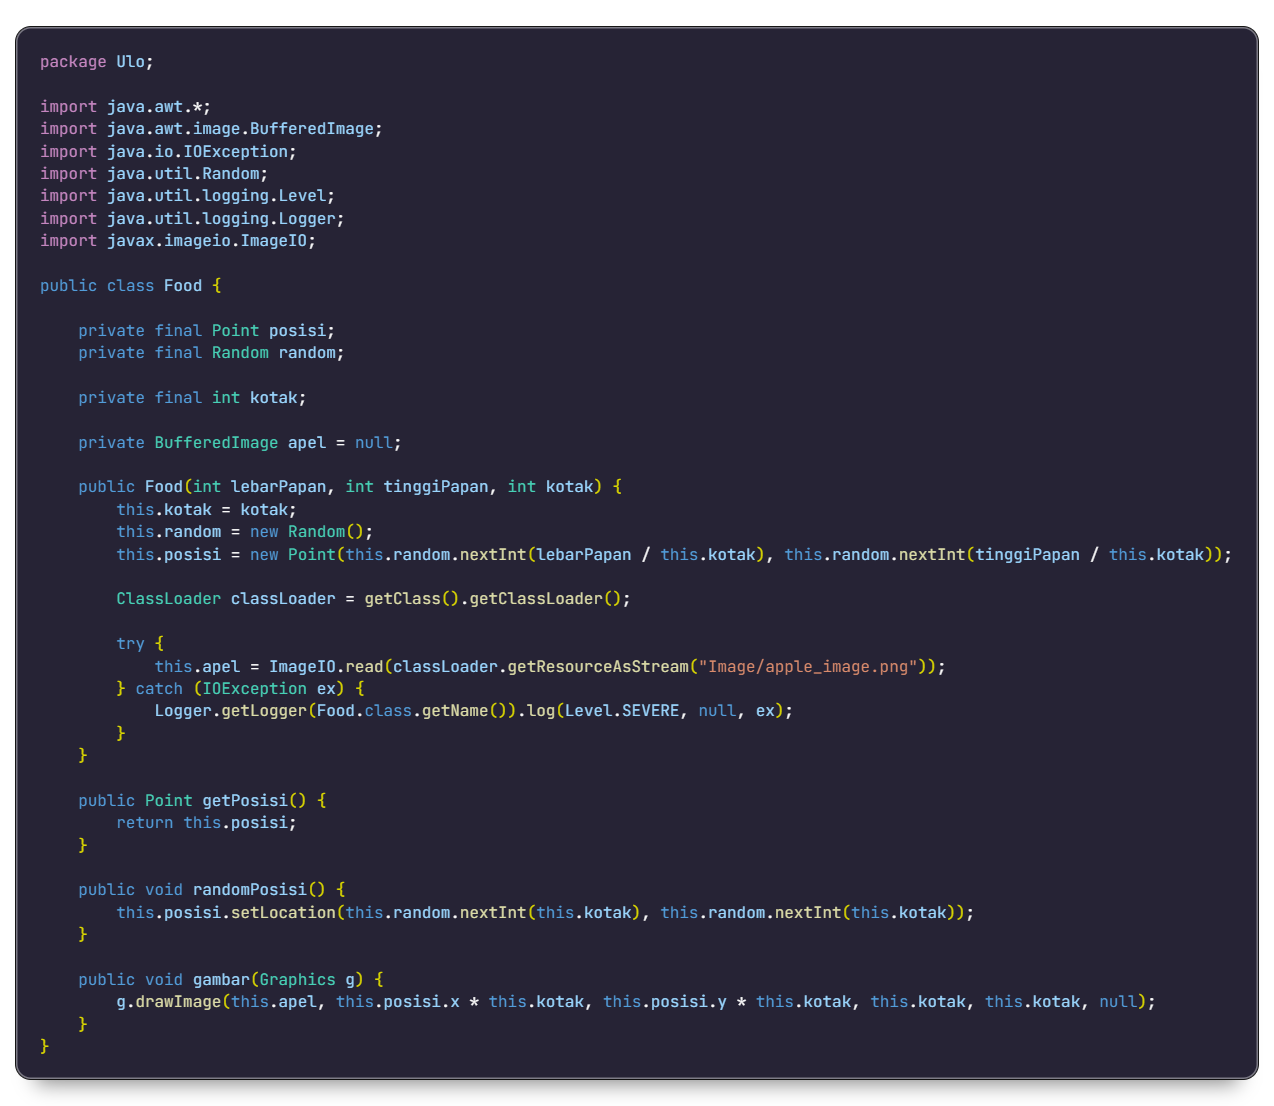 package Ulo;
import java.awt.*;
import java.awt.image.BufferedImage;
import java.io.IOException;
import java.util.Random;
import java.util.logging.Level;
import java.util.logging.Logger;
import javax.imageio.ImageIO;
public class Food {
    private final Point posisi;
    private final Random random;
    private final int kotak;
    private BufferedImage apel = null;
    public Food(int lebarPapan, int tinggiPapan, int kotak) {
        this.kotak = kotak;
        this.random = new Random();
        this.posisi = new Point(this.random.nextInt(lebarPapan / this.kotak), this.random.nextInt(tinggiPapan / this.kotak));
        ClassLoader classLoader = getClass().getClassLoader();
        try {
            this.apel = ImageIO.read(classLoader.getResourceAsStream("Image/apple_image.png"));
        } catch (IOException ex) {
            Logger.getLogger(Food.class.getName()).log(Level.SEVERE, null, ex);
        }
    }
    public Point getPosisi() {
        return this.posisi;
    }
    public void randomPosisi() {
        this.posisi.setLocation(this.random.nextInt(this.kotak), this.random.nextInt(this.kotak));
    }
    public void gambar(Graphics g) {
        g.drawImage(this.apel, this.posisi.x * this.kotak, this.posisi.y * this.kotak, this.kotak, this.kotak, null);
    }
}